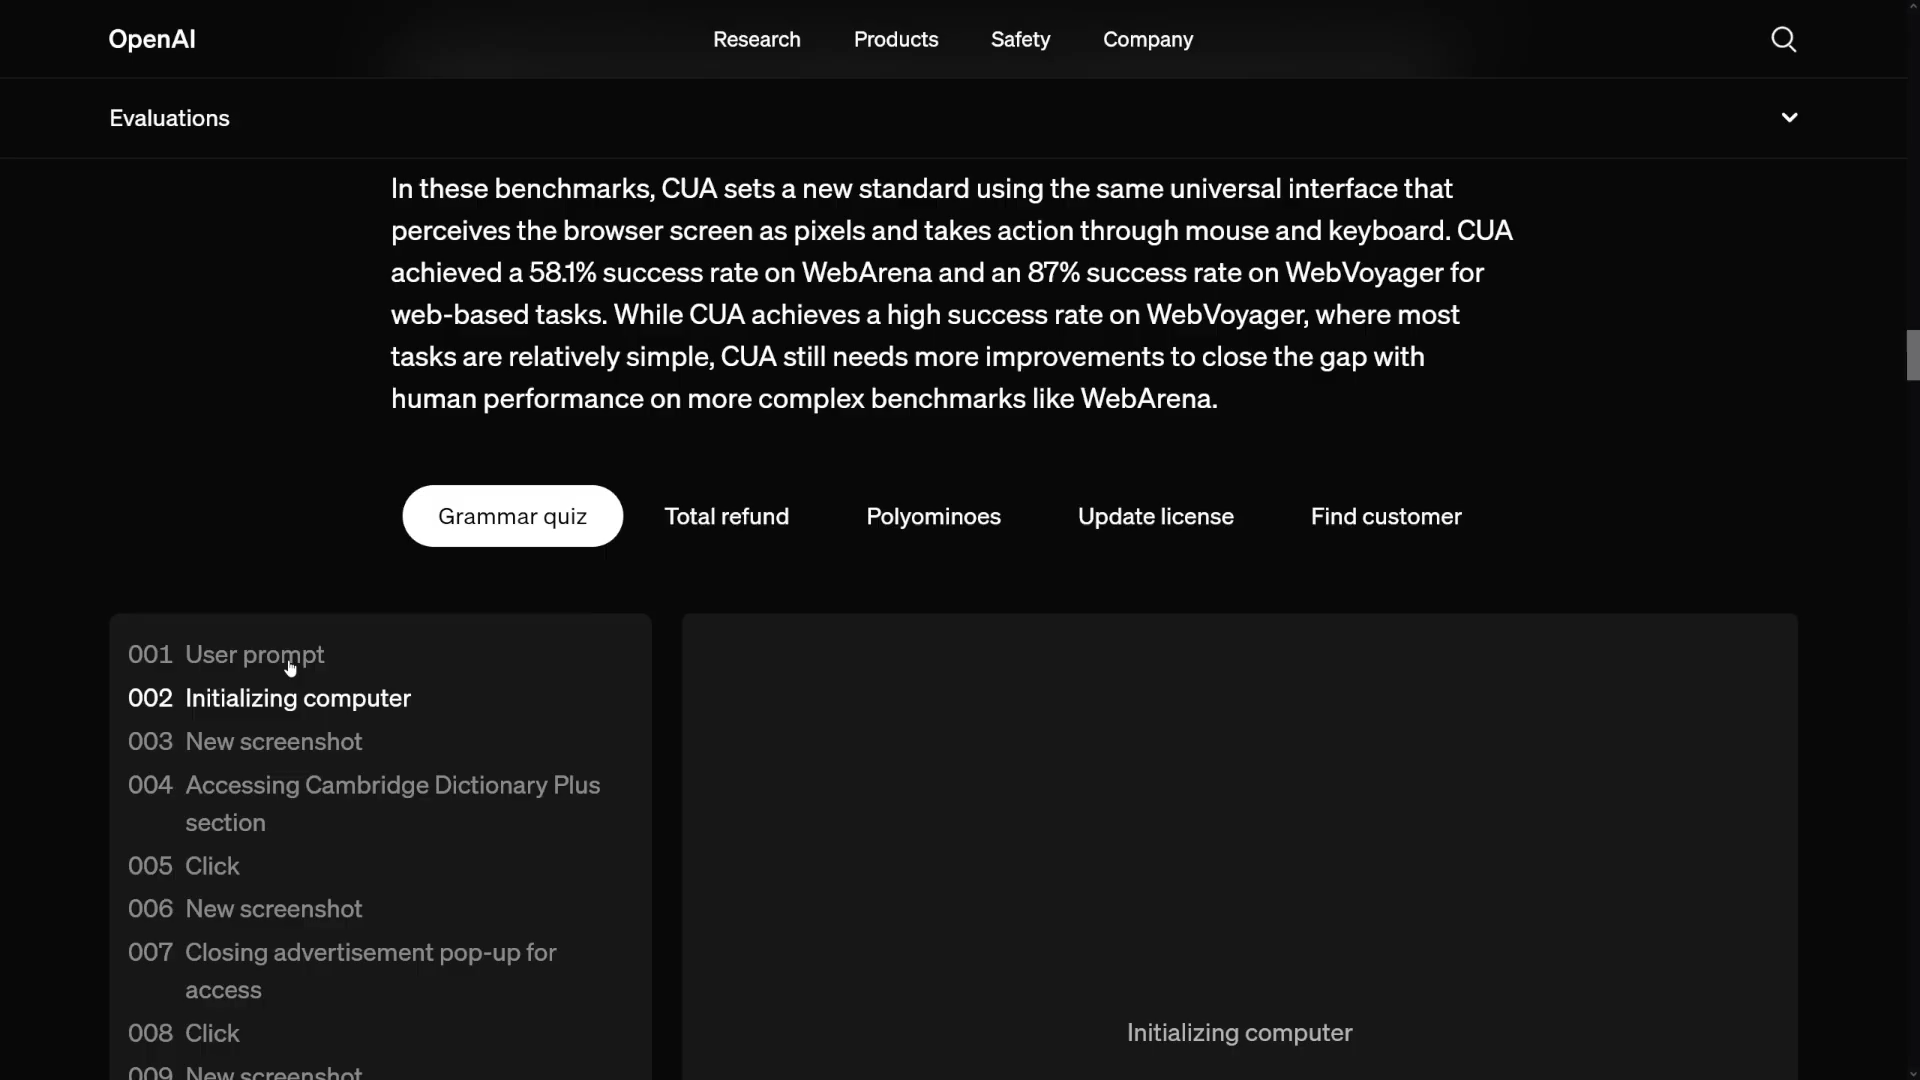 OpenAI
Research
Products
Safety
Company
Evaluations
In these benchmarks, CUA sets a new standard using the same universal interface that
perceives the browser screen as pixels and takes action through mouse and keyboard. CUA
achieved a 58.1% success rate on WebArena and an 87% success rate on WebVoyager for
web-based tasks. While CUA achieves a high success rate on WebVoyager, where most
tasks are relatively simple, CUA still needs more improvements to close the gap with
human performance on more complex benchmarks like WebArena.
Grammar quiz
Total refund
Polyominoes
Update license
Find customer
001 User prompt
002 Initializing computer
003 New screenshot
004 Accessing Cambridge Dictionary Plus
section
005 Click
006 New screenshot
007 Closing advertisement pop-up for
access
008 Click
009 New screenshot
Initializing computer